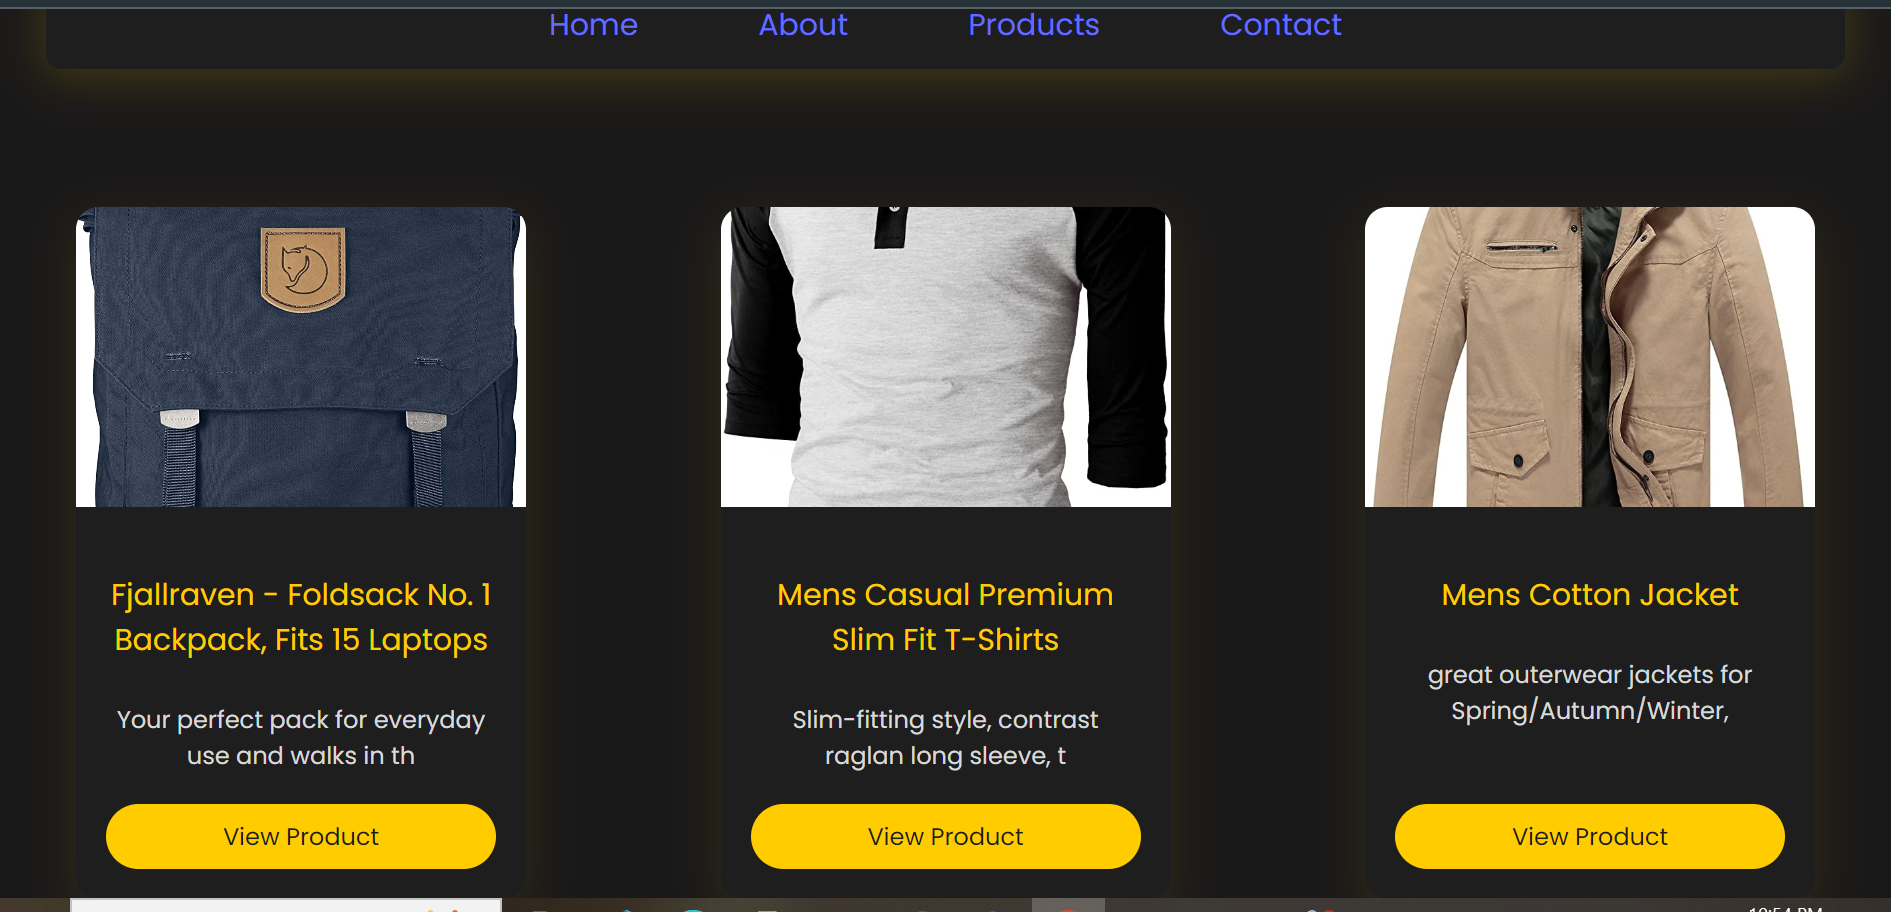 Home About Products Contact
Fjallraven - Foldsack No. 1
Backpack, Fits 15 Laptops
Your perfect pack for everyday
use and walks in th
View Product
Mens Casual Premium
Slim Fit T-Shirts
Slim-fitting style, contrast
raglan long sleeve, t
View Product
Mens Cotton Jacket
great outerwear jackets for
Spring/Autumn/Winter,
View Product